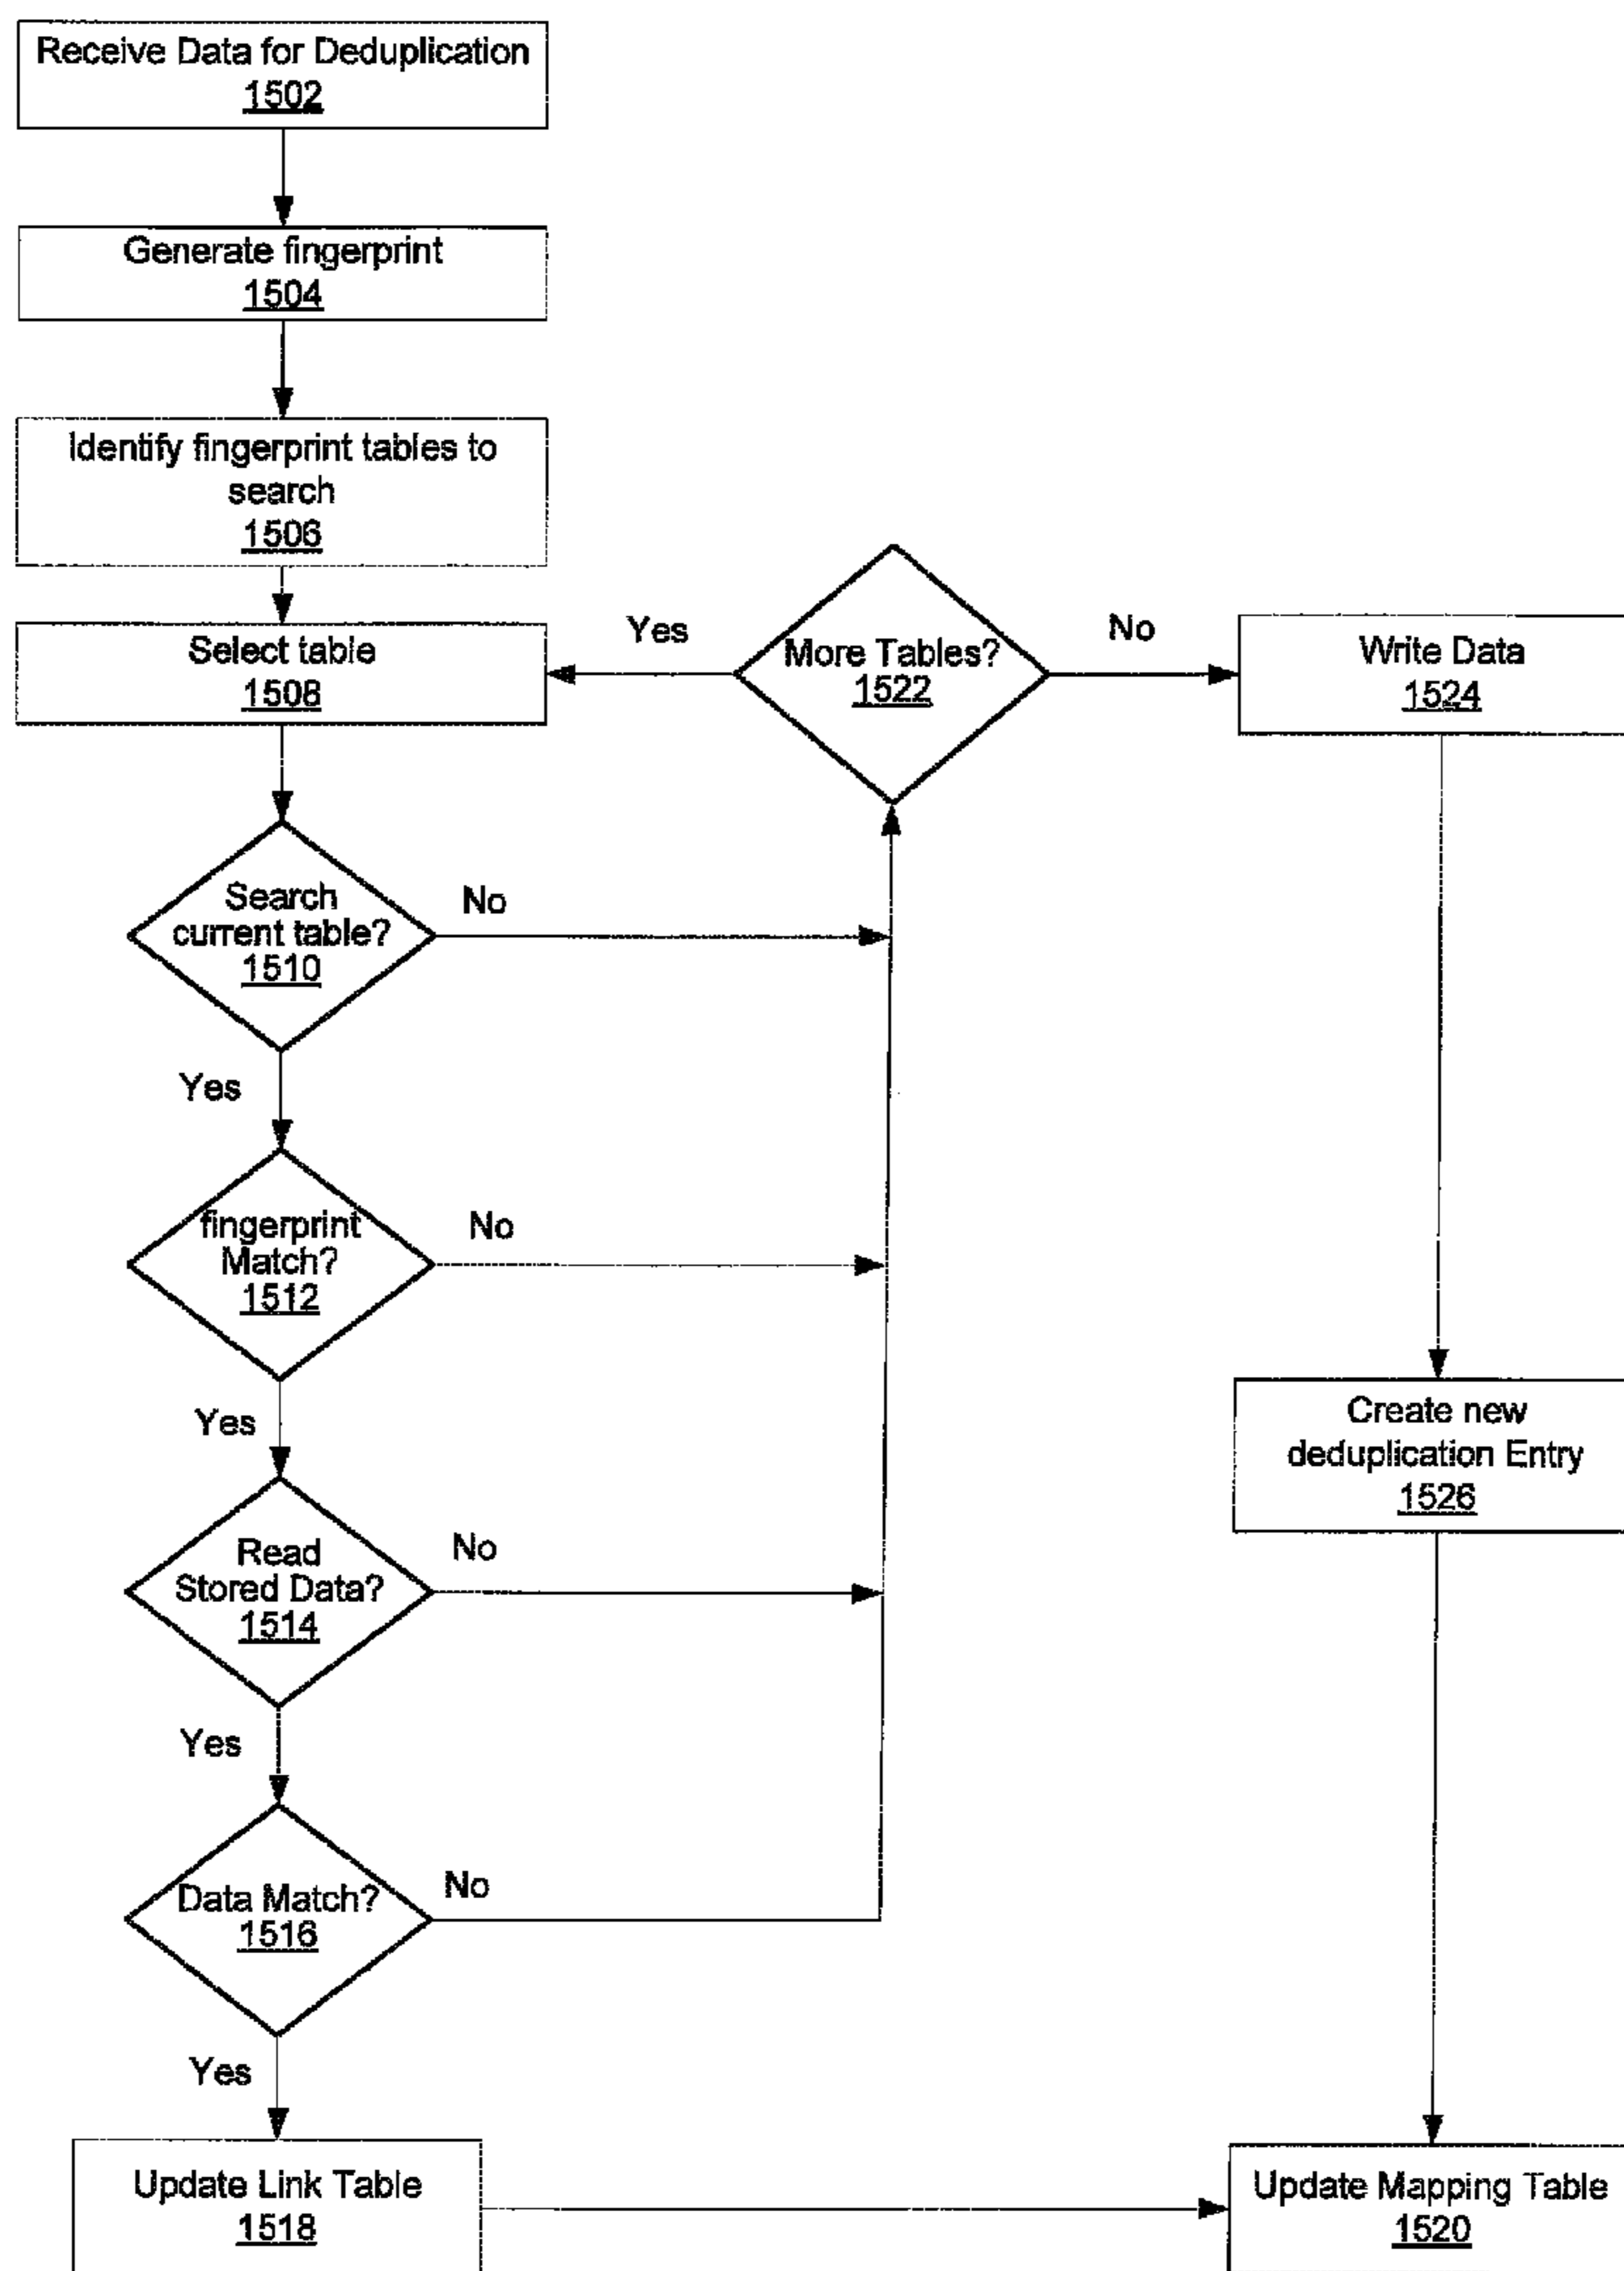 Receive Data for Deduplication
1502
Generate fingerprint
1504
Identify fingerprint tables to
search
1506
Select table
1508
Yes
More Tables?
1522
No
Write Data
1524
Search
current table?
1510
No
Yes
fingerprint
Match?
1512
No
Yes
Create new
deduplication Entry
1526
Read
Stored Data?
1514
No
Yes
Data Match?
1516
No
Yes
Update Link Table
1518
Update Mapping Table
1520